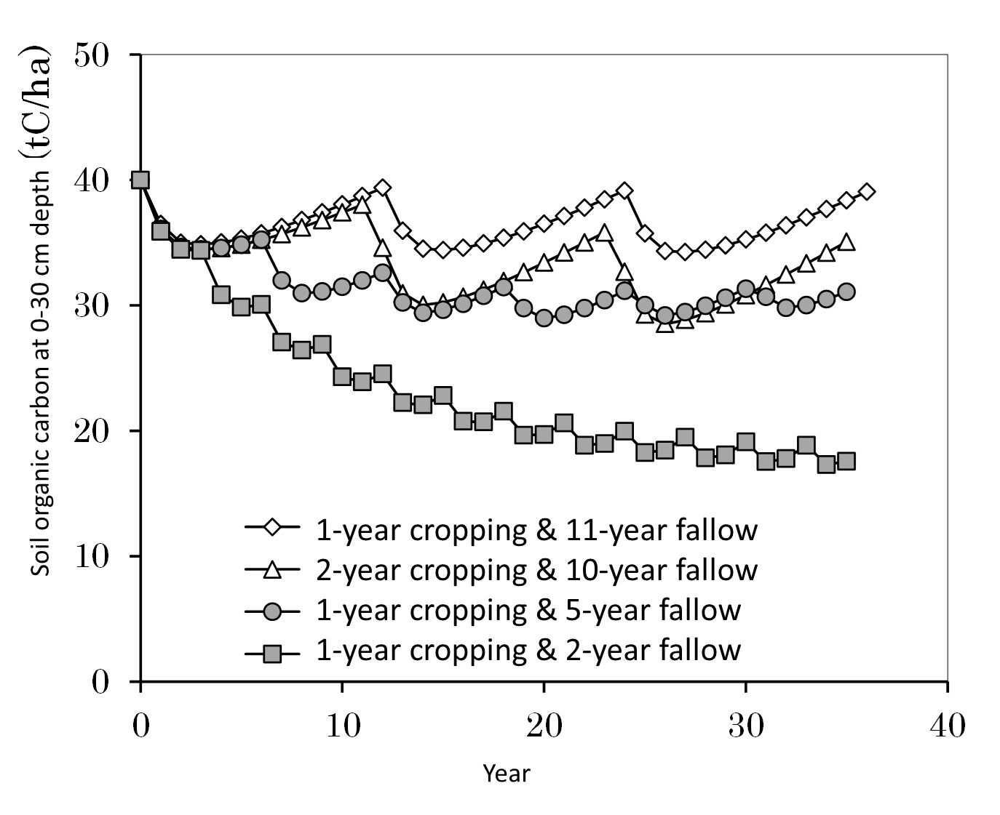 Soil organic carbon at 0-30 cm depth (tC/ha)
50
40
30
20
10
0
1-year cropping & 11-year fallow
2-year cropping & 10-year fallow
1-year cropping & 5-year fallow
1-year cropping & 2-year fallow
0 10 20 30 40
Year